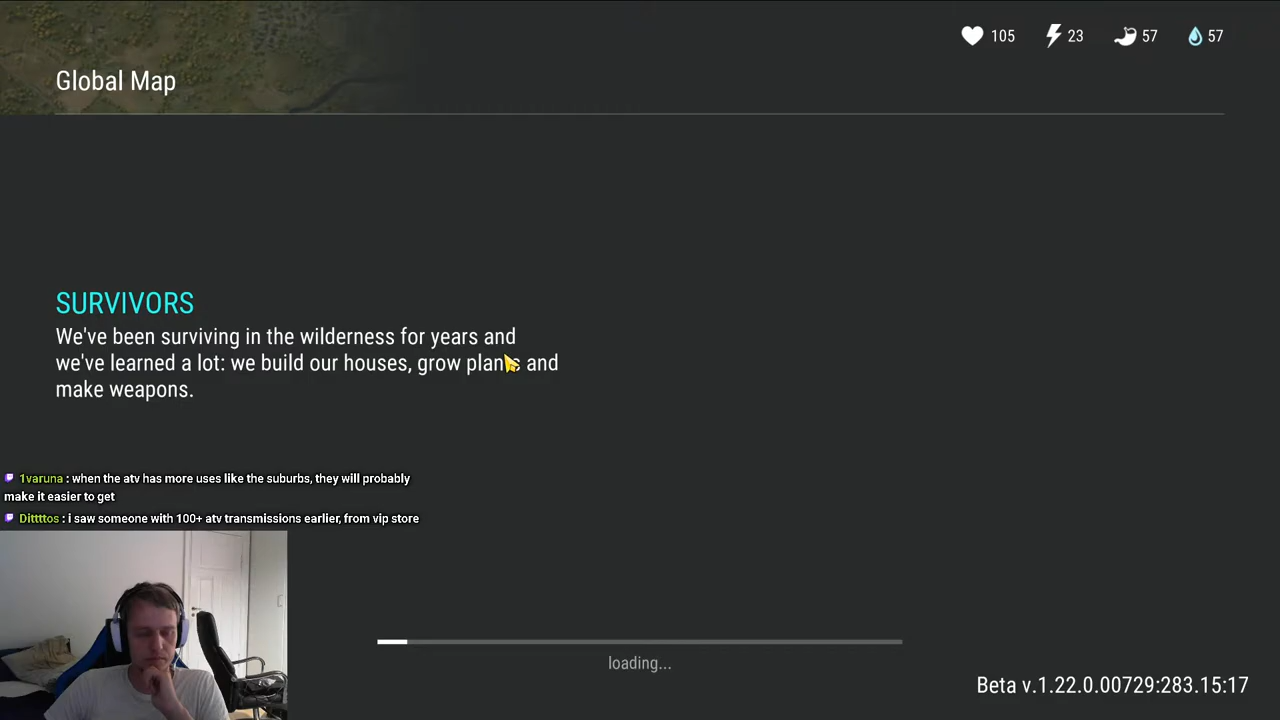 105
23
57
57
Global Map
SURVIVORS
We've been surviving in the wilderness for years and
we've learned a lot: we build our houses, grow plants and
make weapons.
1varuna : when the atv has more uses like the suburbs, they will probably
make it easier to get
Dittttos : i saw someone with 100+ atv transmissions earlier, from vip store
loading...
Beta v.1.22.0.00729:283.15:17